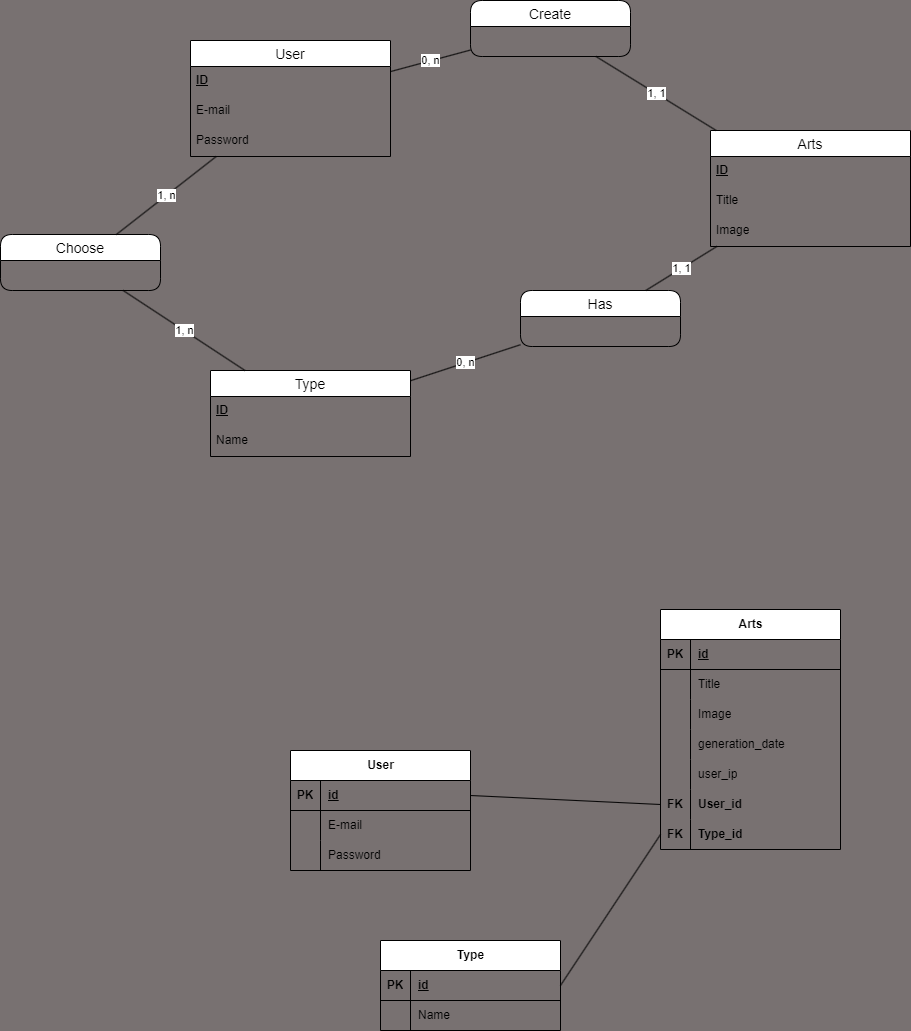 Create
User
0, n
ID
E-mail
Password
1, 1
Arts
ID
Title
Image
1, n
Choose
1, 1
Has
1, n
0, n
Type
ID
Name
Arts
PK id
Title
Image
generation_date
user_ip
FK User_id
FK Type_id
User
PK id
E-mail
Password
Type
PK id
Name